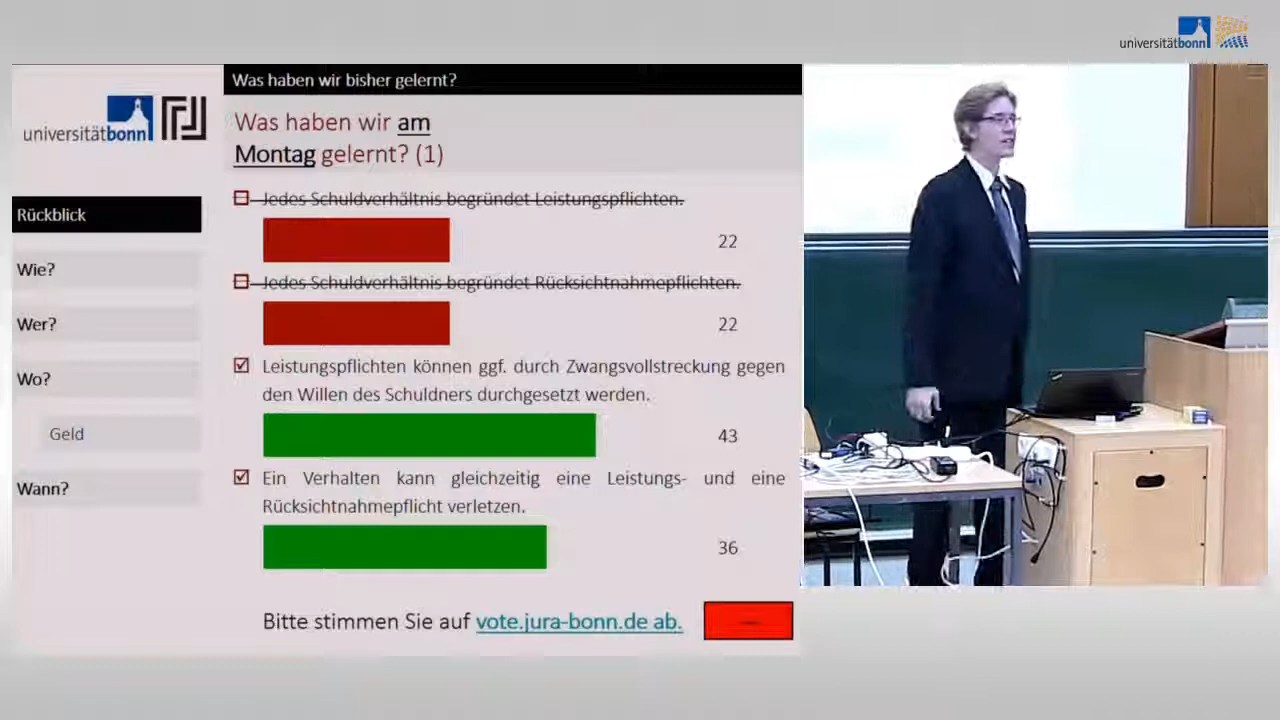 universitätbonn
Was haben wir bisher gelernt?
universitätbonn
Was haben wir am
Montag gelernt? (1)
Rückblick
Wie?
Wer?
Wo?
Geld
Wann?
Jedes Schuldverhältnis begründet Leistungspflichten.
22
Jedes Schuldverhältnis begründet Rücksichtnahmepflichten.
22
Leistungspflichten können ggf. durch Zwangsvollstreckung gegen
den Willen des Schuldners durchgesetzt werden.
43
Ein Verhalten kann gleichzeitig eine Leistungs- und eine
Rücksichtnahmepflicht verletzen.
36
Bitte stimmen Sie auf vote.jura-bonn.de ab.